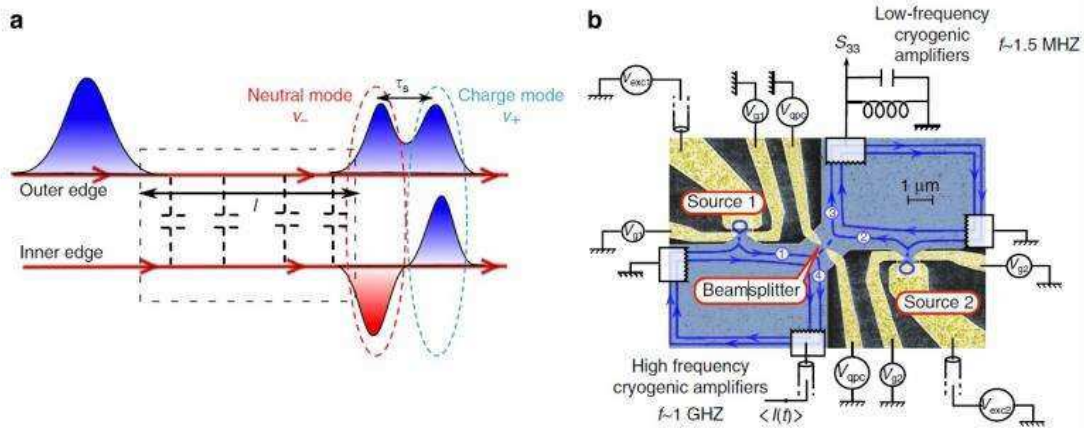 a
Neutral mode
v₋
τs
Charge mode
v₊
Outer edge
l
Inner edge
b
Low-frequency
cryogenic
amplifiers
f~1.5 MHZ
S33
Vexc1
Vg1
Vqpc
1 µm
Source 1
3
2
Vg1
1
4
Vg2
Beamsplitter
Source 2
High frequency
cryogenic amplifiers
f~1 GHZ
<I(t)>
Vqpc
Vg2
Vexc2